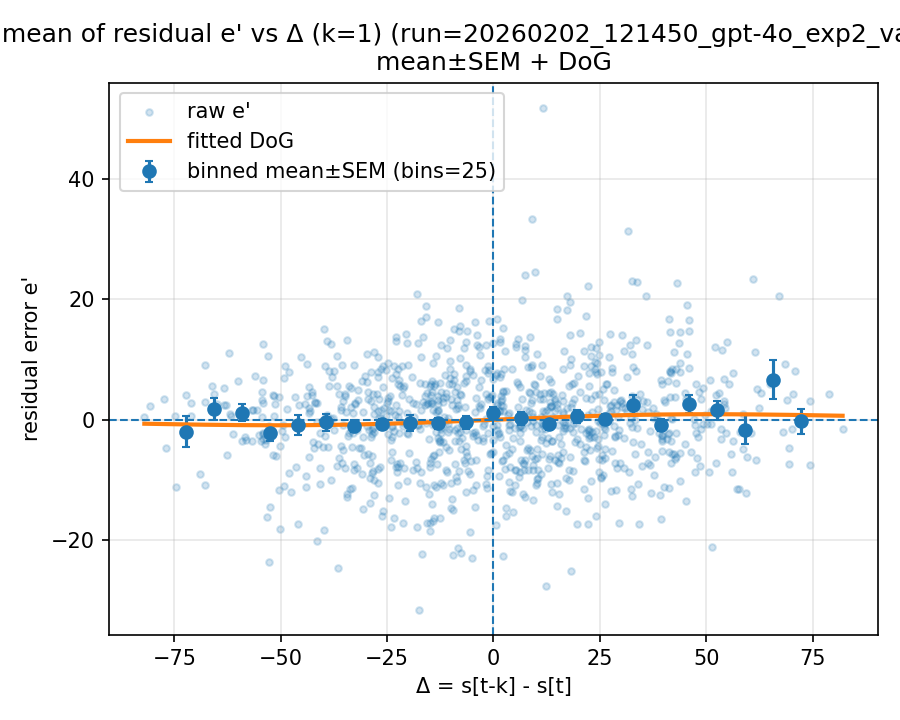 mean of residual e' vs Δ (k=1) (run=20260202_121450_gpt-4o_exp2_va
mean±SEM + DoG
raw e'
fitted DoG
binned mean±SEM (bins=25)
residual error e'
40
20
0
−20
−75
−50
−25
0
25
50
75
Δ = s[t-k] - s[t]